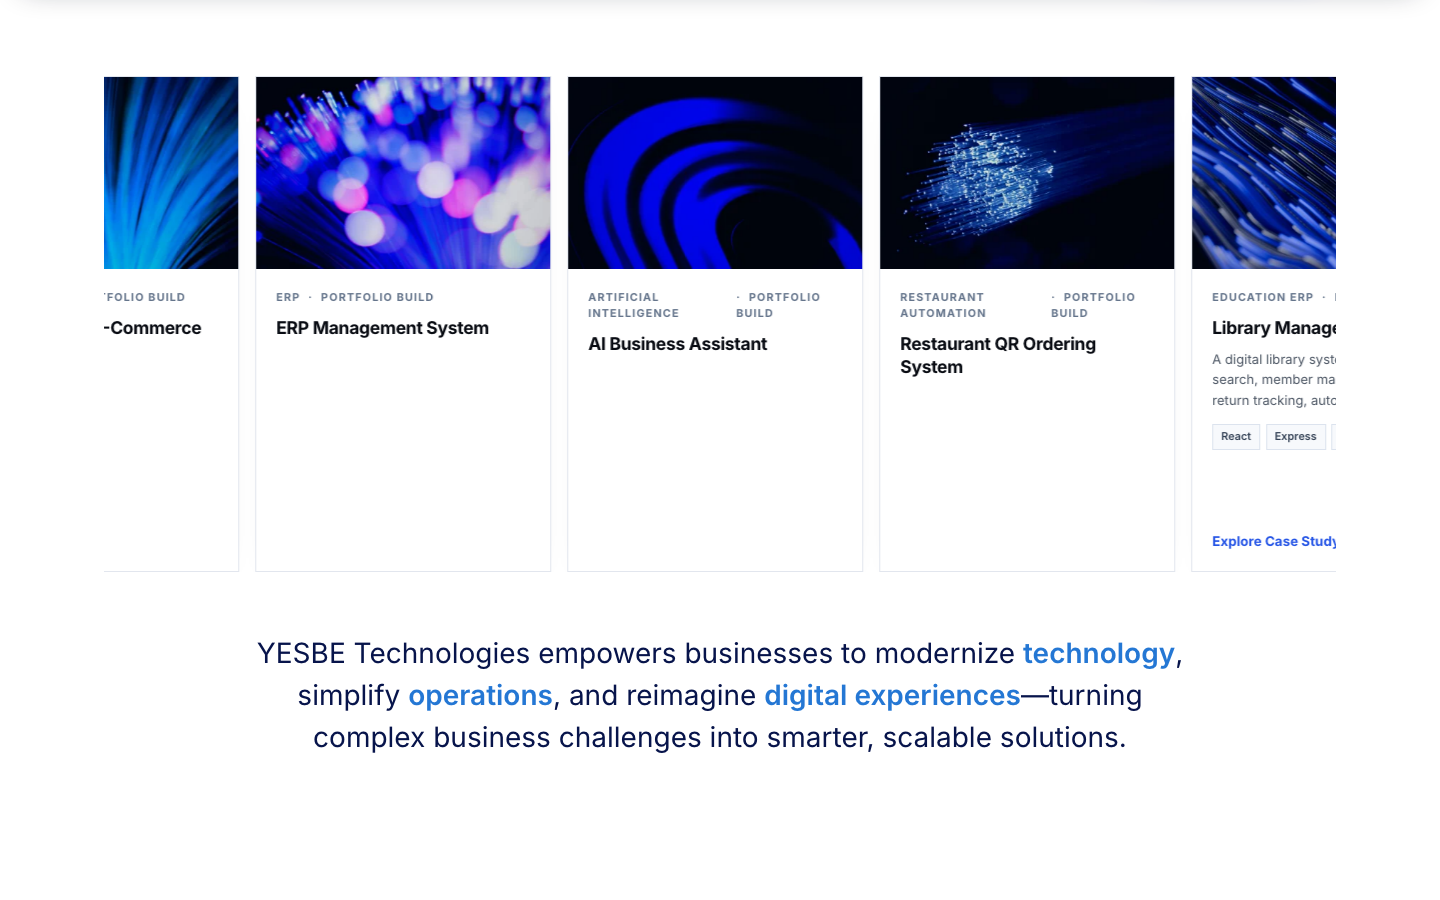 FOLIO BUILD
-Commerce
ERP · PORTFOLIO BUILD
ERP Management System
ARTIFICIAL INTELLIGENCE · PORTFOLIO BUILD
AI Business Assistant
RESTAURANT AUTOMATION · PORTFOLIO BUILD
Restaurant QR Ordering
System
EDUCATION ERP ·
Library Manage
A digital library syst
search, member ma
return tracking, auto
React
Express
Explore Case Study
YESBE Technologies empowers businesses to modernize technology,
simplify operations, and reimagine digital experiences—turning
complex business challenges into smarter, scalable solutions.